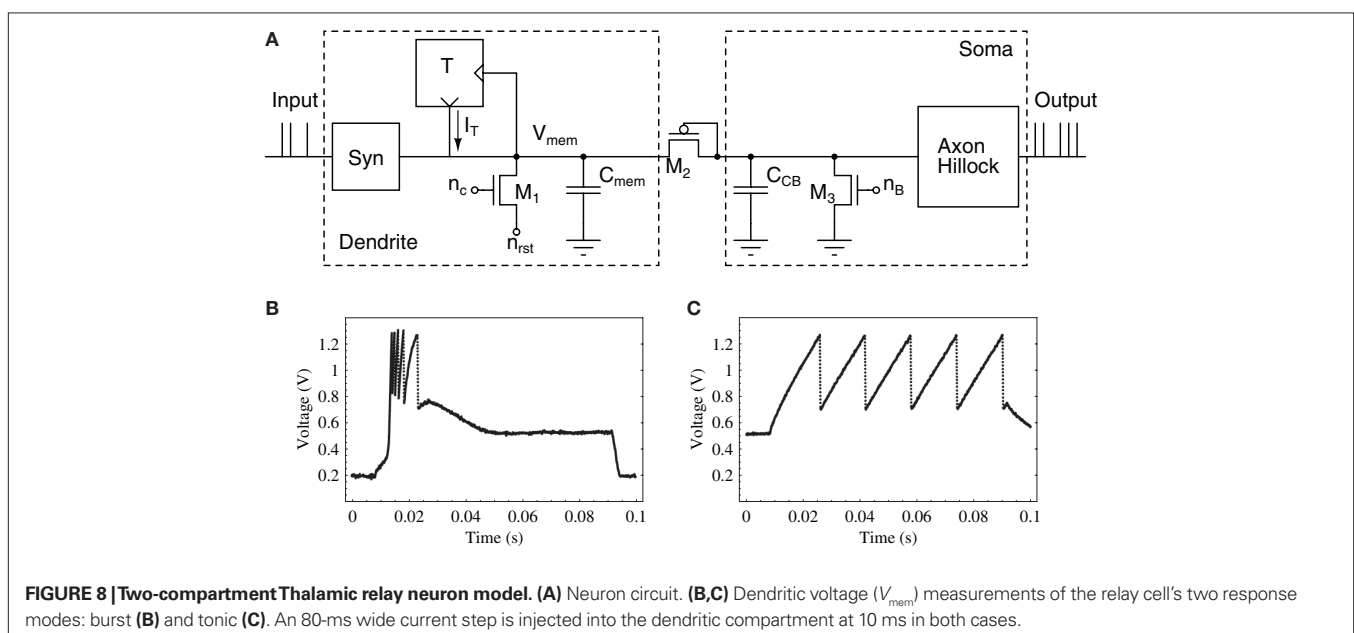 A
Soma
T
Input
Output
I_T
V_mem
Syn
Axon
Hillock
M_2
n_c
M_1
C_mem
C_CB
M_3
n_B
Dendrite
n_rst
B
C
Voltage (V)
1.2
1
0.8
0.6
0.4
0.2
0 0.02 0.04 0.06 0.08 0.1
Time (s)
Voltage (V)
1.2
1
0.8
0.6
0.4
0.2
0 0.02 0.04 0.06 0.08 0.1
Time (s)
FIGURE 8 | Two-compartment Thalamic relay neuron model. (A) Neuron circuit. (B,C) Dendritic voltage (V_mem) measurements of the relay cell's two response
modes: burst (B) and tonic (C). An 80-ms wide current step is injected into the dendritic compartment at 10 ms in both cases.